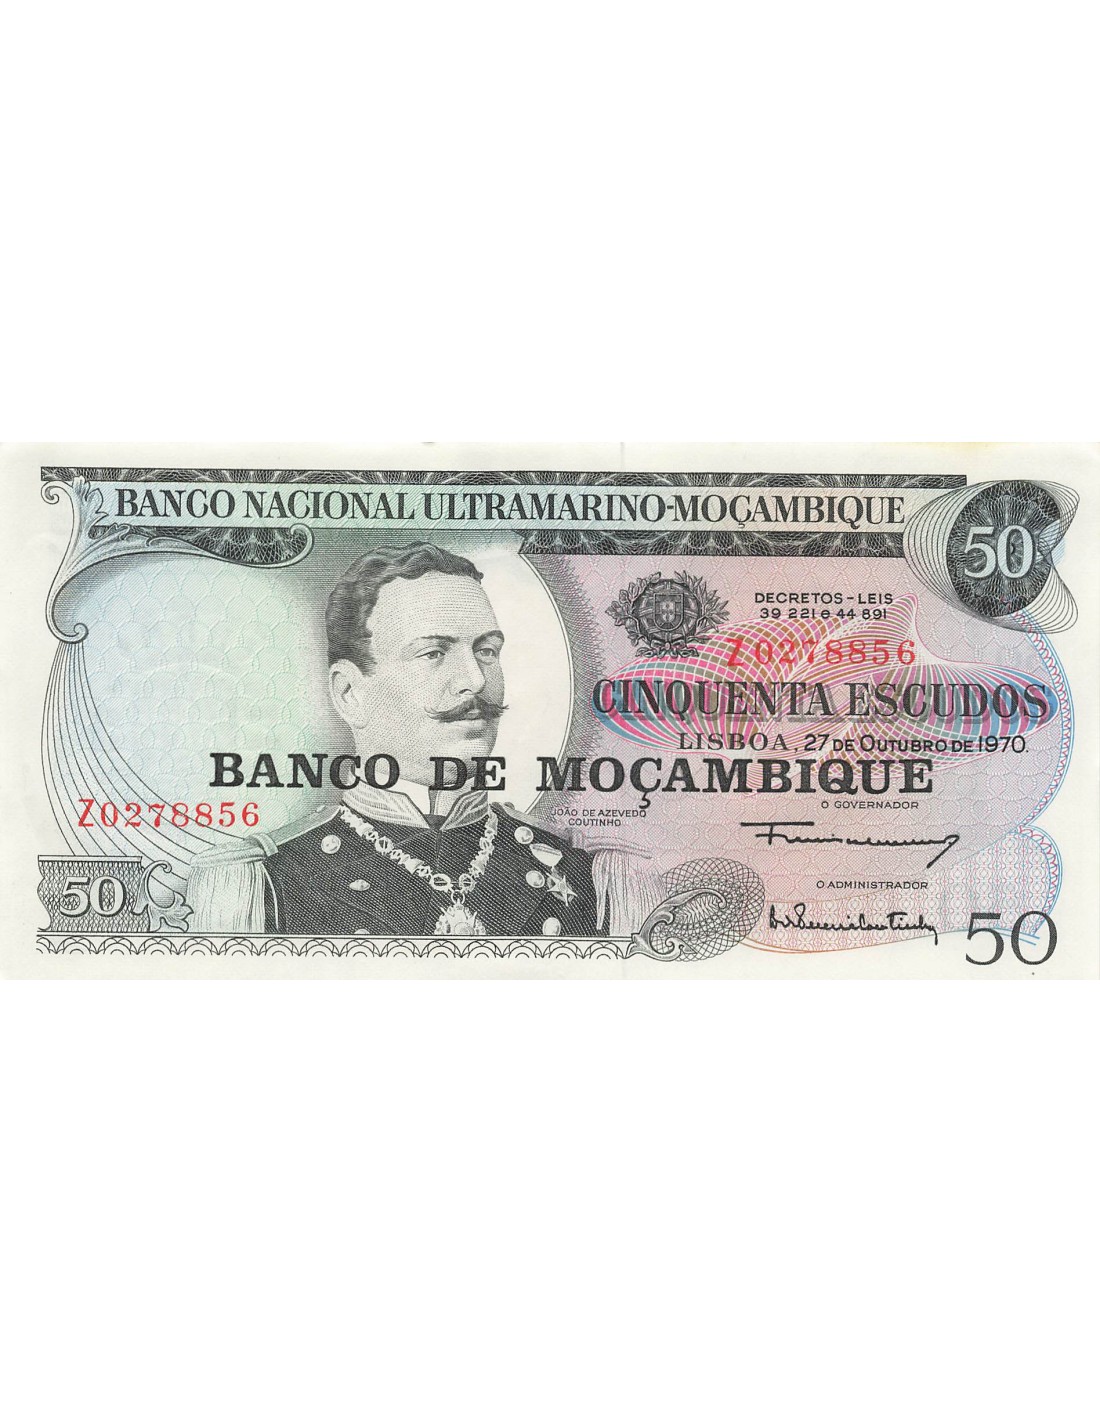 BANCO NACIONAL ULTRAMARINO-MOÇAMBIQUE
50
DECRETOS-LEIS
39 221 e 44 891
Z0278856
CINQUENTA ESCUDOS
LISBOA, 27 DE OUTUBRO DE 1970.
BANCO DE MOÇAMBIQUE
O GOVERNADOR
Z0278856
JOÃO DE AZEVEDO
COUTINHO
O ADMINISTRADOR
50
50